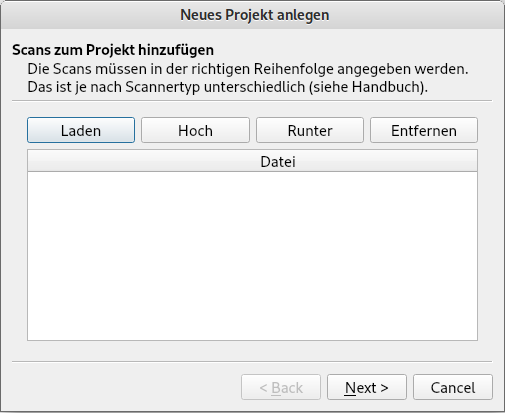 Neues Projekt anlegen
Scans zum Projekt hinzufügen
Die Scans müssen in der richtigen Reihenfolge angegeben werden.
Das ist je nach Scannertyp unterschiedlich (siehe Handbuch).
Laden Hoch Runter Entfernen
Datei
< Back Next > Cancel